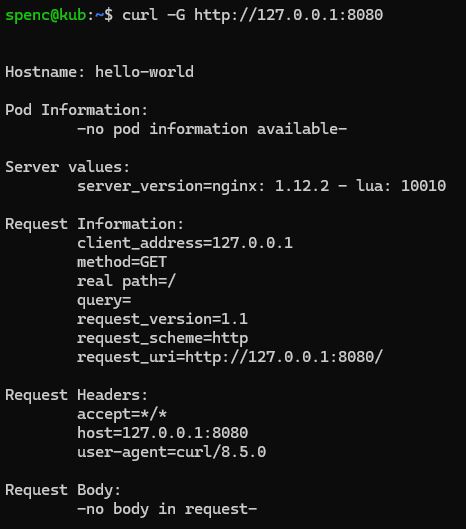 spenc@kub:~$ curl -G http://127.0.0.1:8080
Hostname: hello-world
Pod Information:
-no pod information available-
Server values:
server_version=nginx: 1.12.2 - lua: 10010
Request Information:
client_address=127.0.0.1
method=GET
real path=/
query=
request_version=1.1
request_scheme=http
request_uri=http://127.0.0.1:8080/
Request Headers:
accept=*/*
host=127.0.0.1:8080
user-agent=curl/8.5.0
Request Body:
-no body in request-